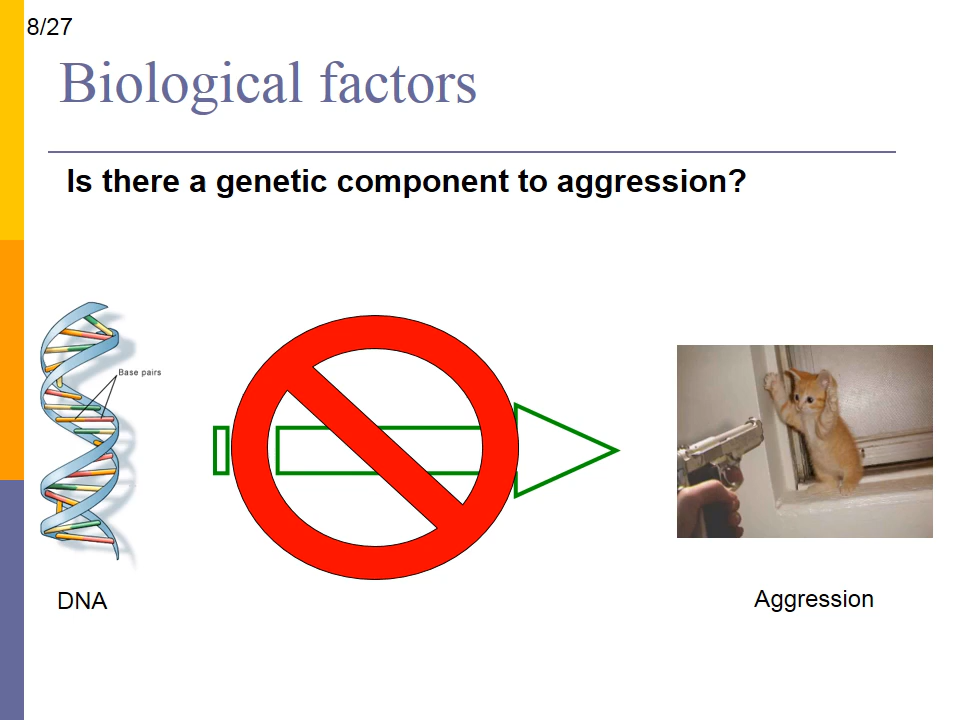 8/27
Biological factors
Is there a genetic component to aggression?
Base pairs
DNA
Aggression